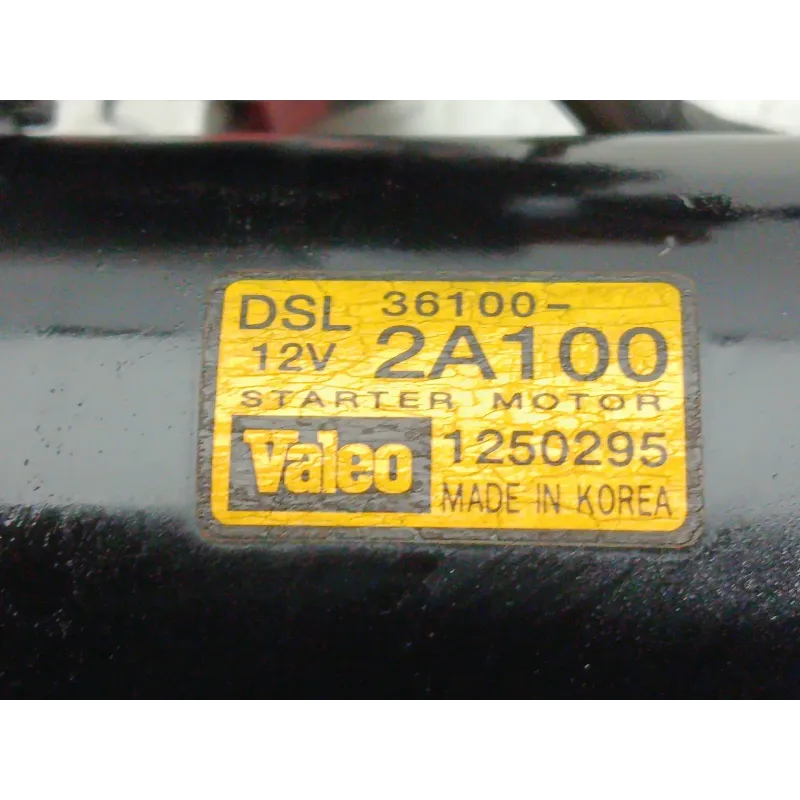 DSL 36100-
12V 2A100
STARTER MOTOR
Valeo 1250295
MADE IN KOREA